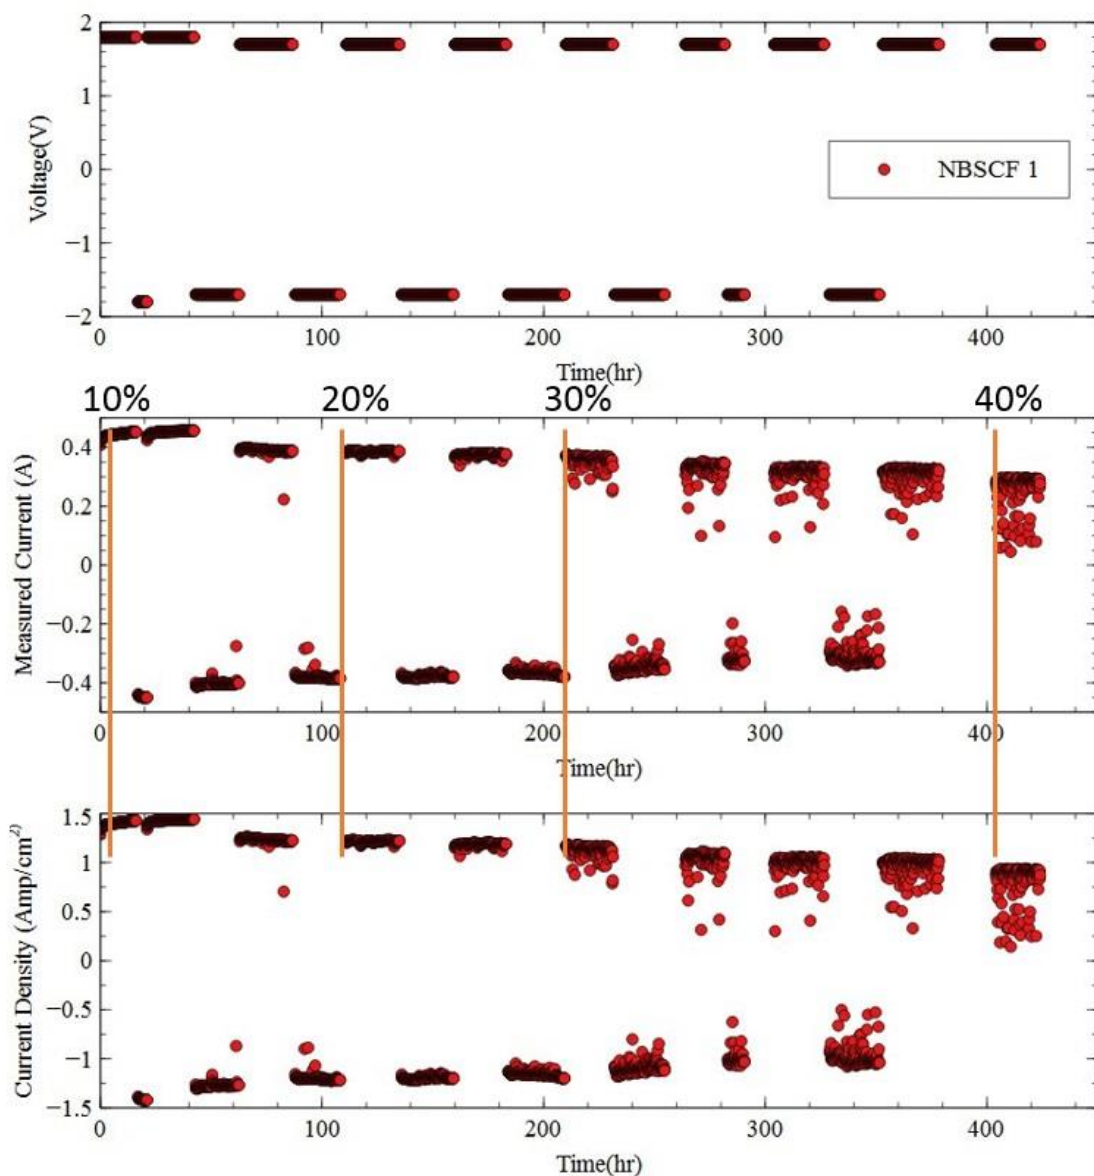 2
1
0
−1
−2
Voltage(V)
NBSCF 1
0 100 200 300 400
Time(hr)
10% 20% 30% 40%
0.4
0.2
0
−0.2
−0.4
Measured Current (A)
0 100 200 300 400
Time(hr)
1.5
1
0.5
0
−0.5
−1
−1.5
Current Density (Amp/cm²)
0 100 200 300 400
Time(hr)